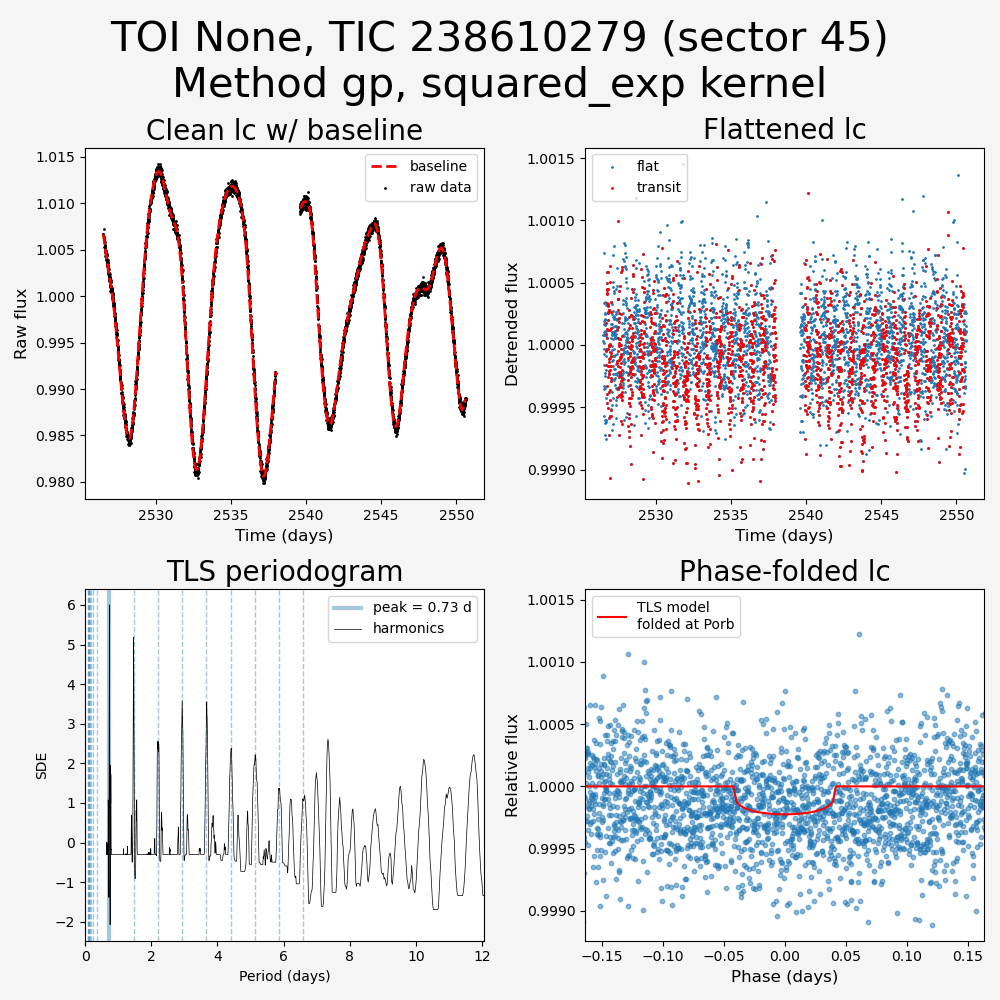 TOI None, TIC 238610279 (sector 45)
Method gp, squared_exp kernel
Clean lc w/ baseline
baseline
raw data
Raw flux
1.015
1.010
1.005
1.000
0.995
0.990
0.985
0.980
2530
2535
2540
2545
2550
Time (days)
Flattened lc
flat
transit
Detrended flux
1.0015
1.0010
1.0005
1.0000
0.9995
0.9990
2530
2535
2540
2545
2550
Time (days)
TLS periodogram
peak = 0.73 d
harmonics
SDE
6
5
4
3
2
1
0
−1
−2
0
2
4
6
8
10
12
Period (days)
Phase-folded lc
TLS model
folded at Porb
Relative flux
1.0015
1.0010
1.0005
1.0000
0.9995
0.9990
−0.15
−0.10
−0.05
0.00
0.05
0.10
0.15
Phase (days)